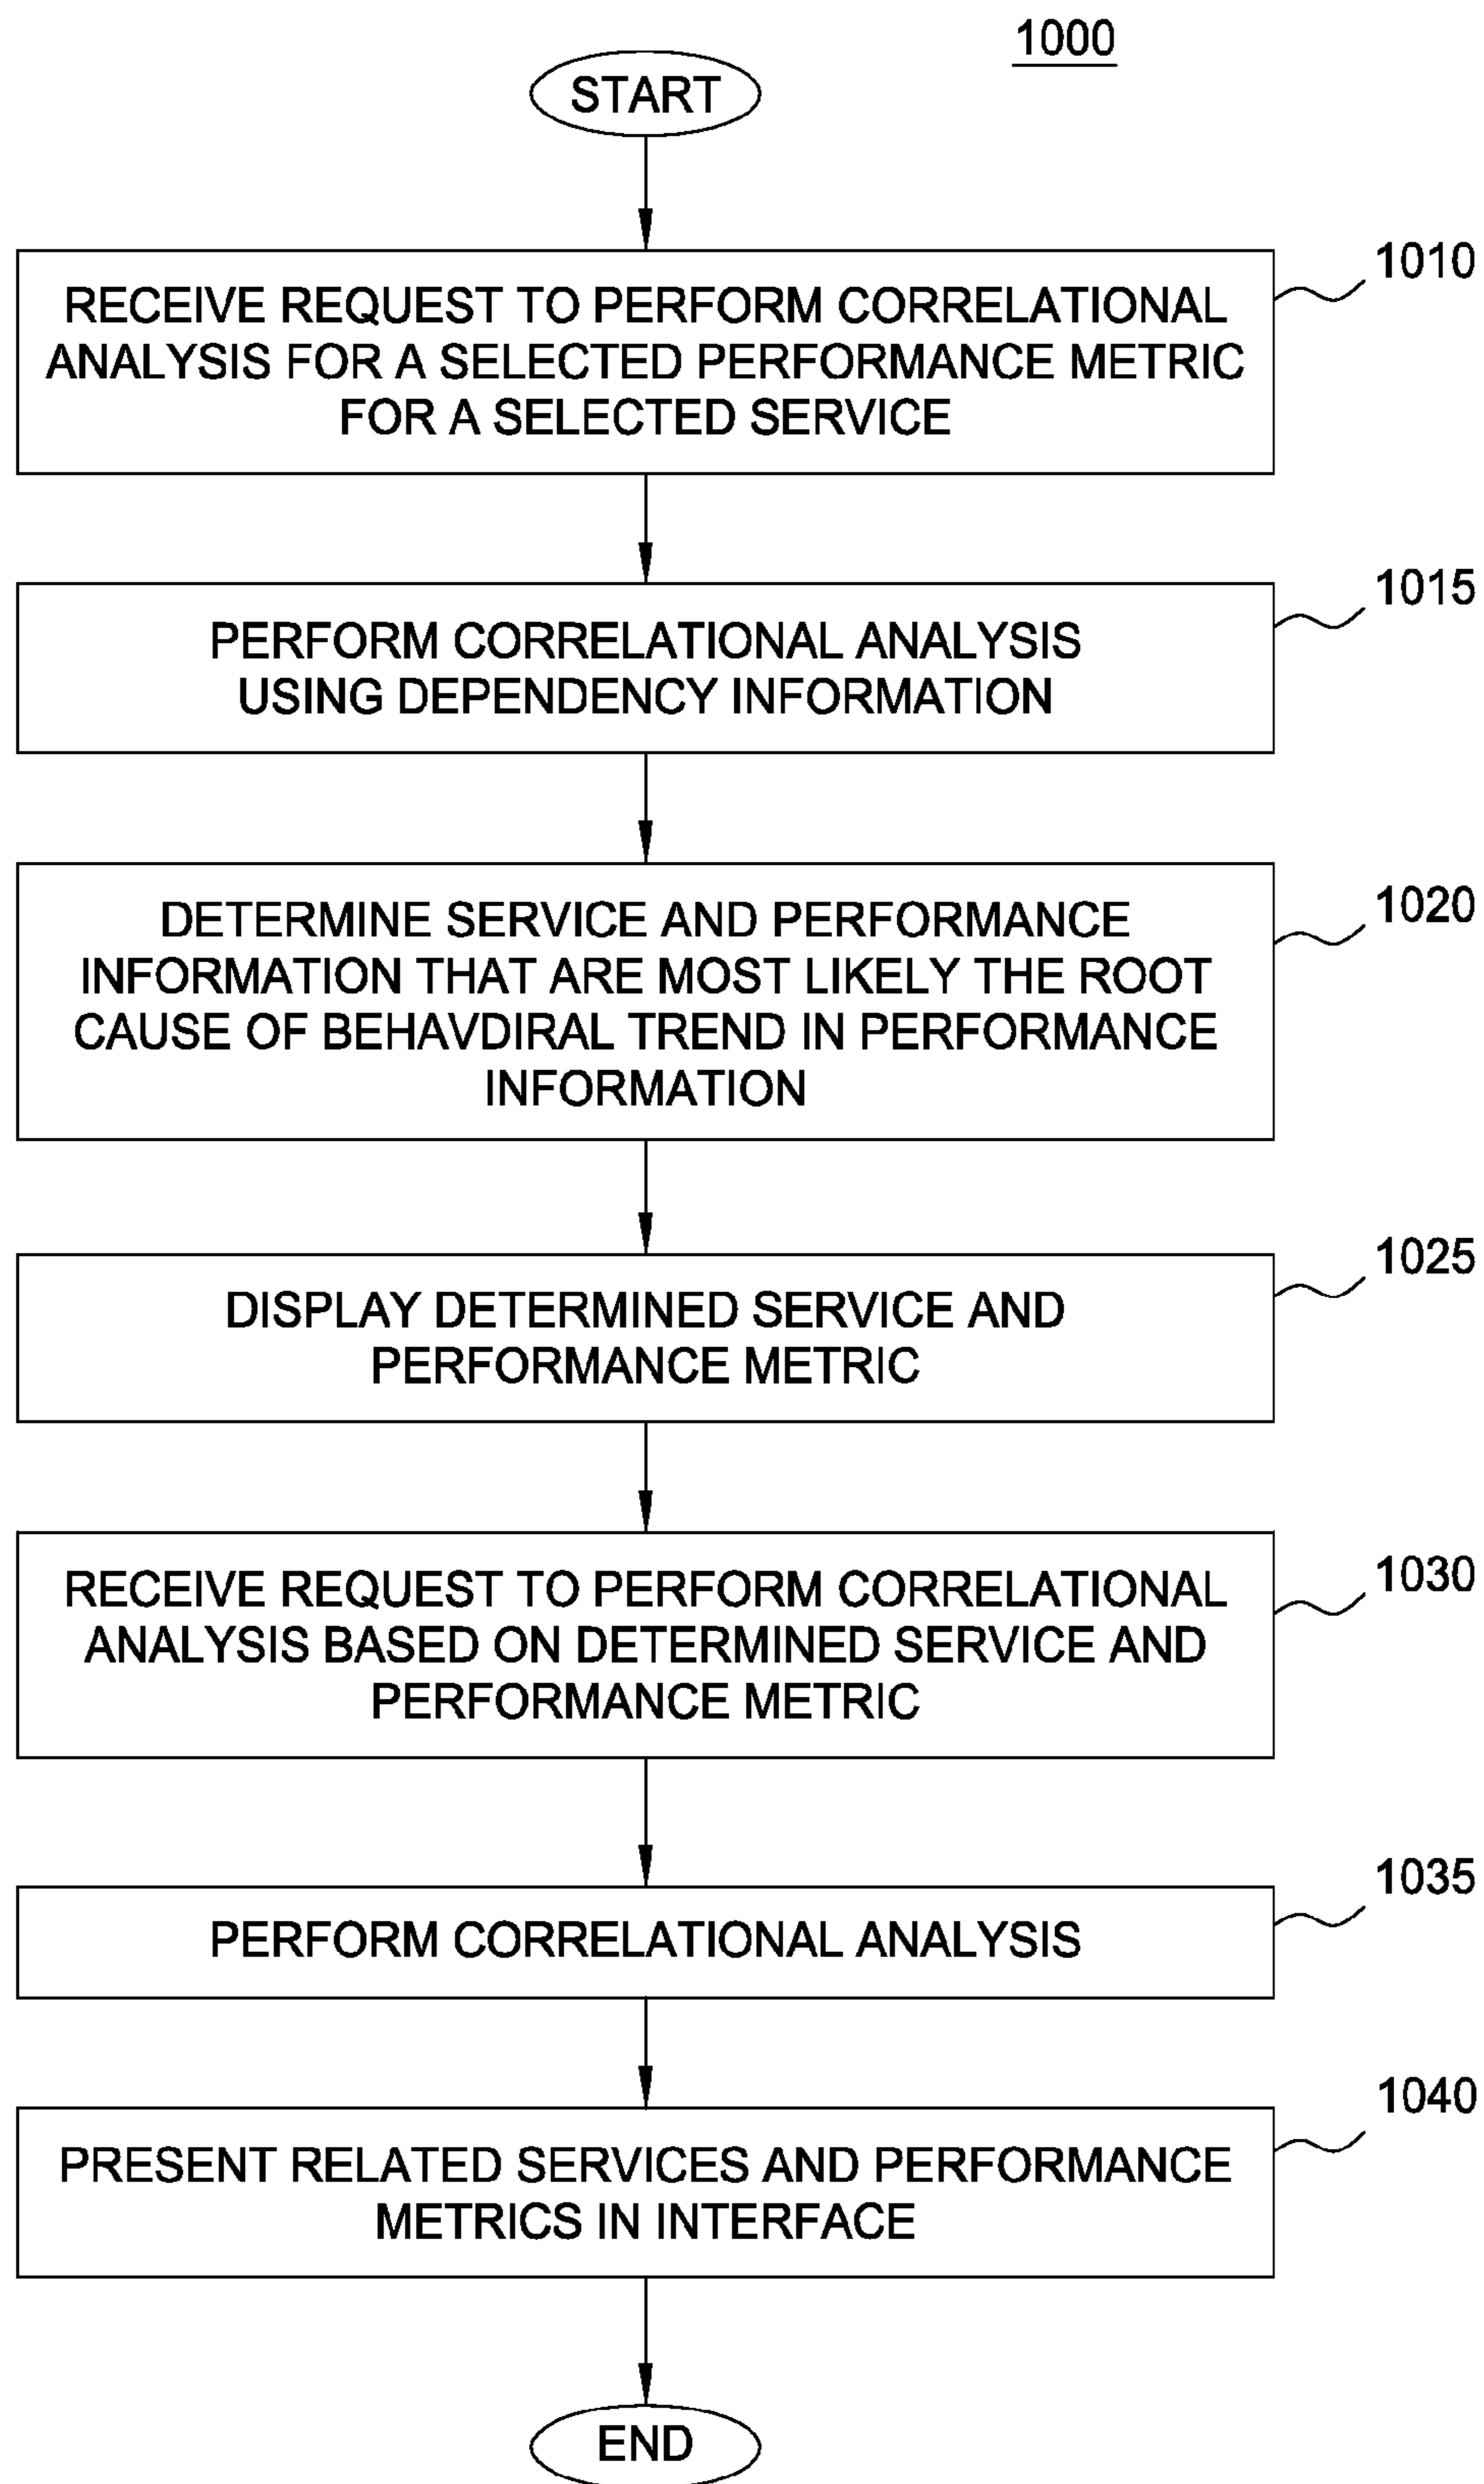 1000
START
1010
RECEIVE REQUEST TO PERFORM CORRELATIONAL
ANALYSIS FOR A SELECTED PERFORMANCE METRIC
FOR A SELECTED SERVICE
1015
PERFORM CORRELATIONAL ANALYSIS
USING DEPENDENCY INFORMATION
1020
DETERMINE SERVICE AND PERFORMANCE
INFORMATION THAT ARE MOST LIKELY THE ROOT
CAUSE OF BEHAVDIRAL TREND IN PERFORMANCE
INFORMATION
1025
DISPLAY DETERMINED SERVICE AND
PERFORMANCE METRIC
1030
RECEIVE REQUEST TO PERFORM CORRELATIONAL
ANALYSIS BASED ON DETERMINED SERVICE AND
PERFORMANCE METRIC
1035
PERFORM CORRELATIONAL ANALYSIS
1040
PRESENT RELATED SERVICES AND PERFORMANCE
METRICS IN INTERFACE
END